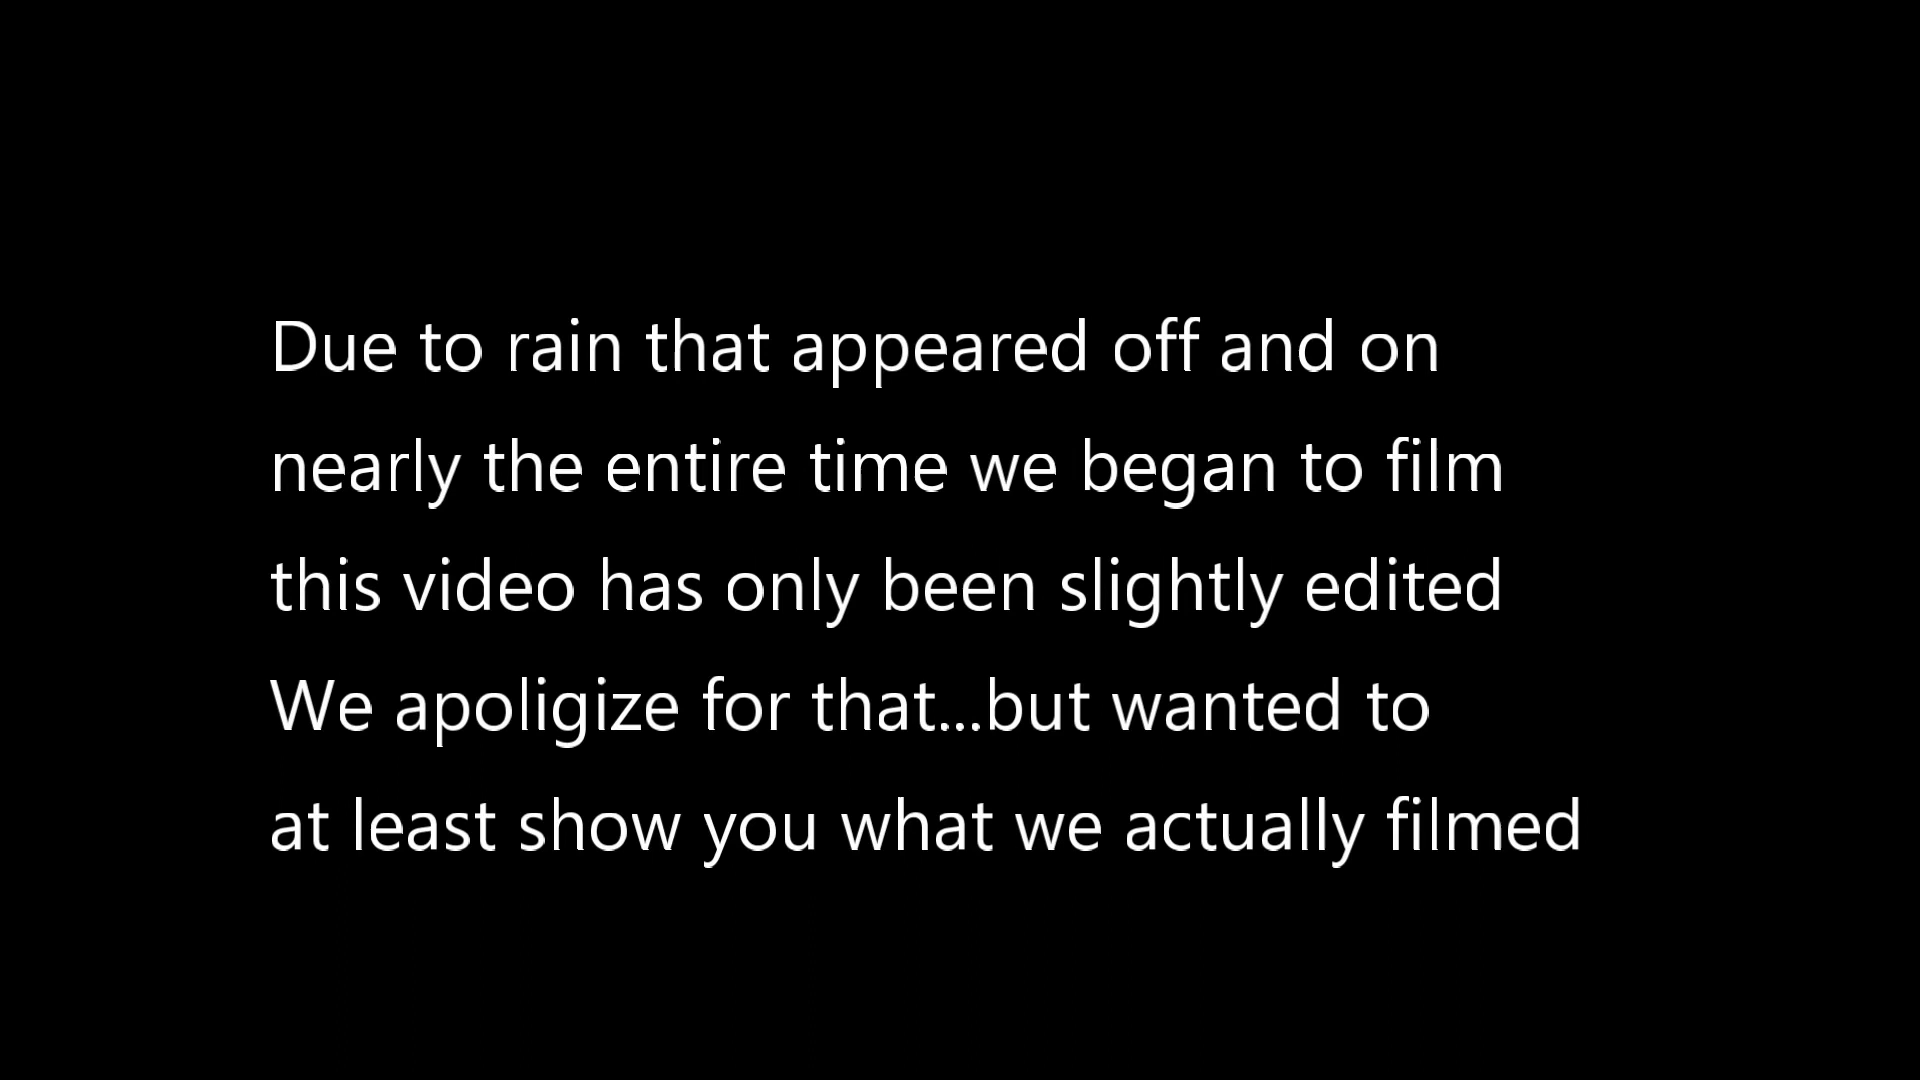 Due to rain that appeared off and on
nearly the entire time we began to film
this video has only been slightly edited
We apoligize for that...but wanted to
at least show you what we actually filmed